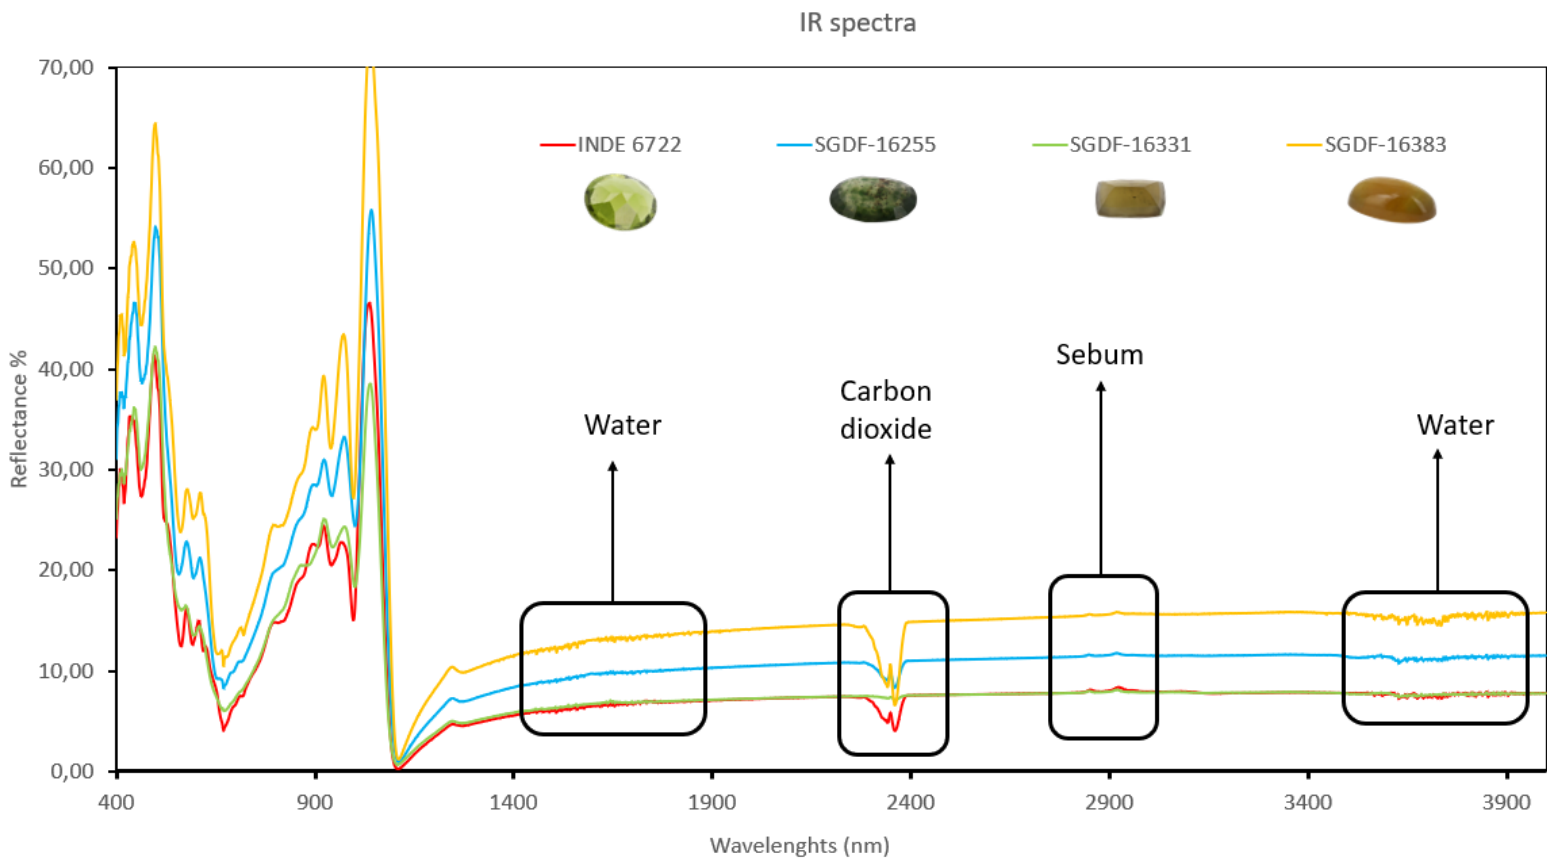 IR spectra
70,00
60,00
50,00
40,00
30,00
20,00
10,00
0,00
Reflectance %
INDE 6722 SGDF-16255 SGDF-16331 SGDF-16383
Sebum
Carbon
dioxide
Water
Water
400 900 1400 1900 2400 2900 3400 3900
Wavelenghts (nm)